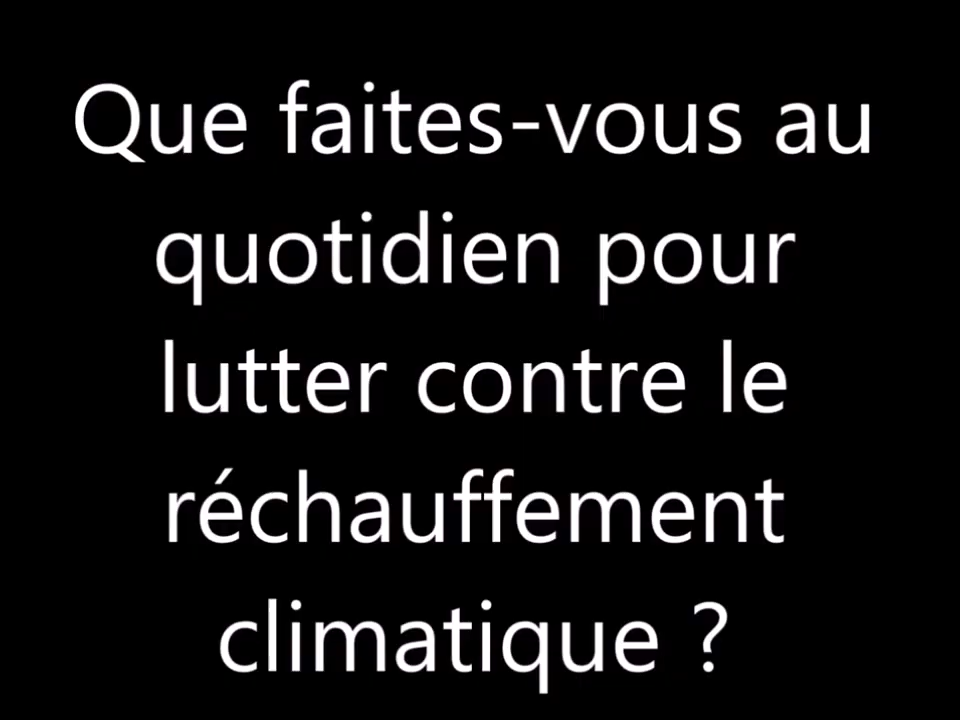 Que faites-vous au
quotidien pour
lutter contre le
réchauffement
climatique ?